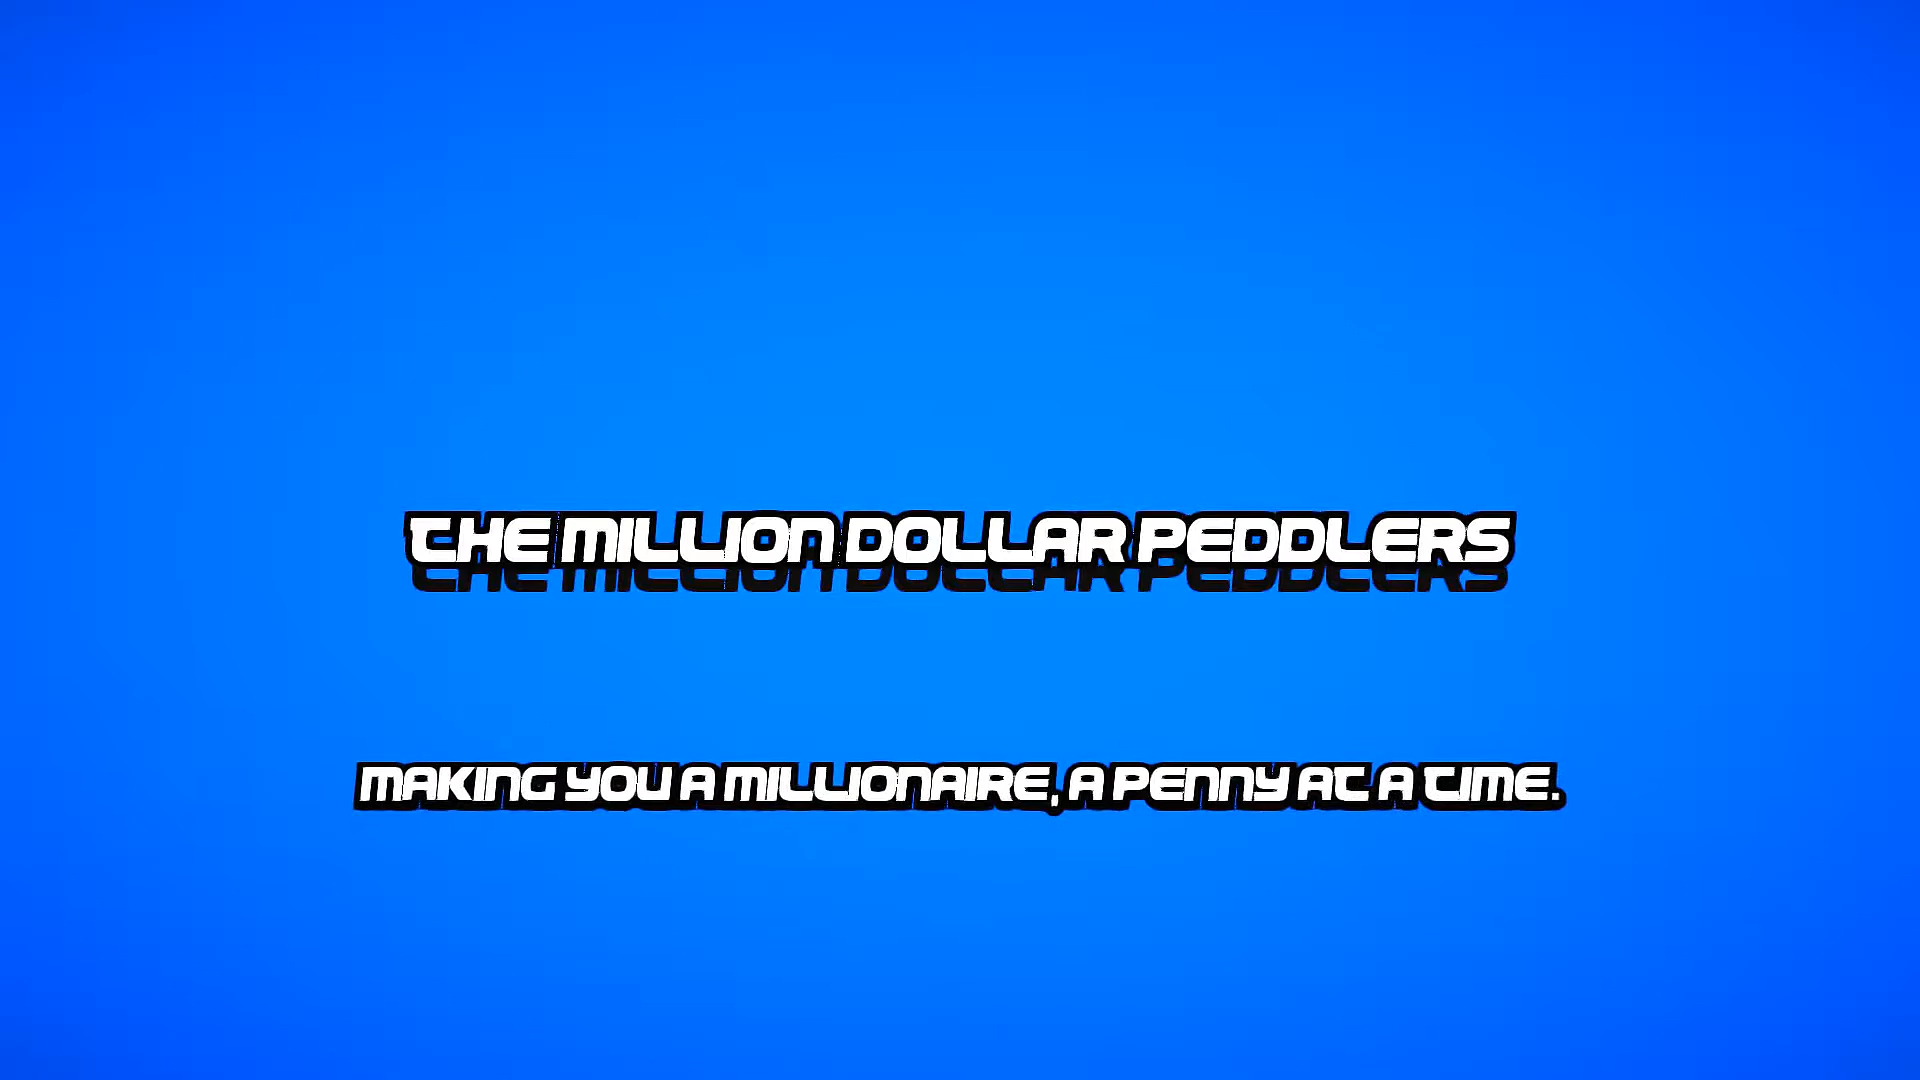 THE MILLION DOLLAR PEDDLERS
MAKING YOU A MILLIONAIRE, A PENNY AT A TIME.